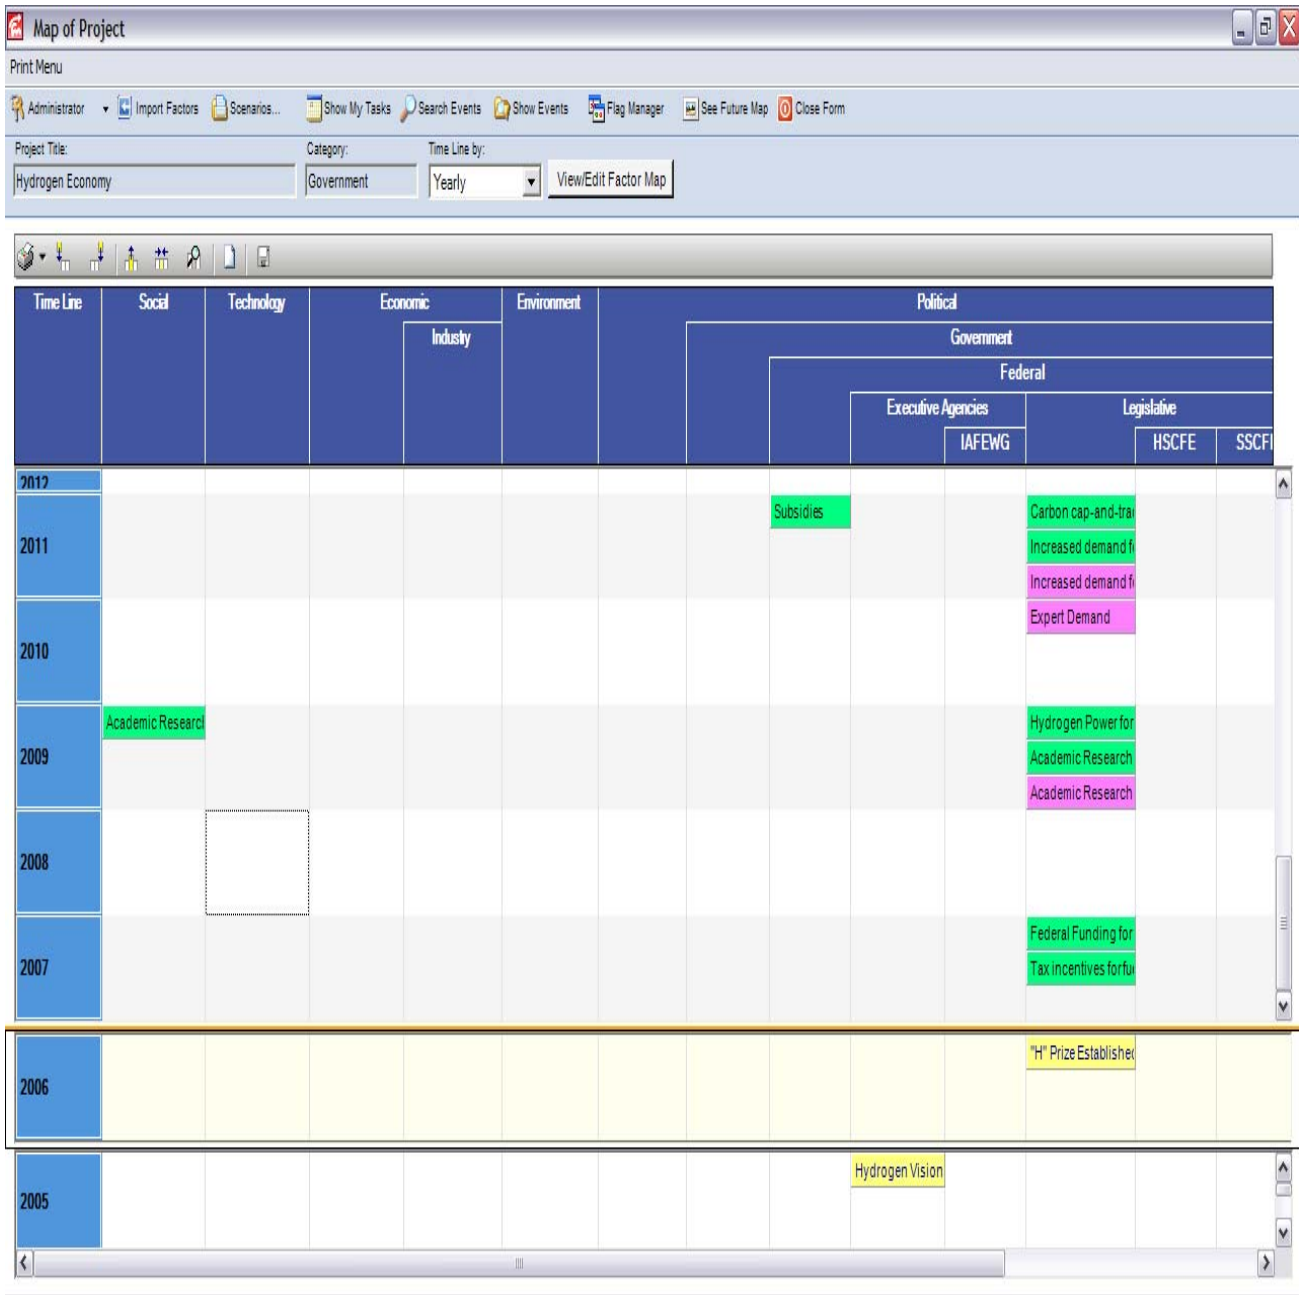 Map of Project
Print Menu
Administrator Import Factors Scenarios... Show My Tasks Search Events Show Events Flag Manager See Future Map Close Form
Project Title: Category: Time Line by:
Hydrogen Economy Government Yearly View/Edit Factor Map
Time Line Social Technology Economic Environment Political
Industry Government
Federal
Executive Agencies Legislative
IAFEWG HSCFE SSCFI
2012
Subsidies Carbon cap-and-tra
2011 Increased demand f
Increased demand f
Expert Demand
2010
Academic Research Hydrogen Power for
2009 Academic Research
Academic Research
2008
Federal Funding for
2007 Tax incentives for fu
"H" Prize Established
2006
Hydrogen Vision
2005